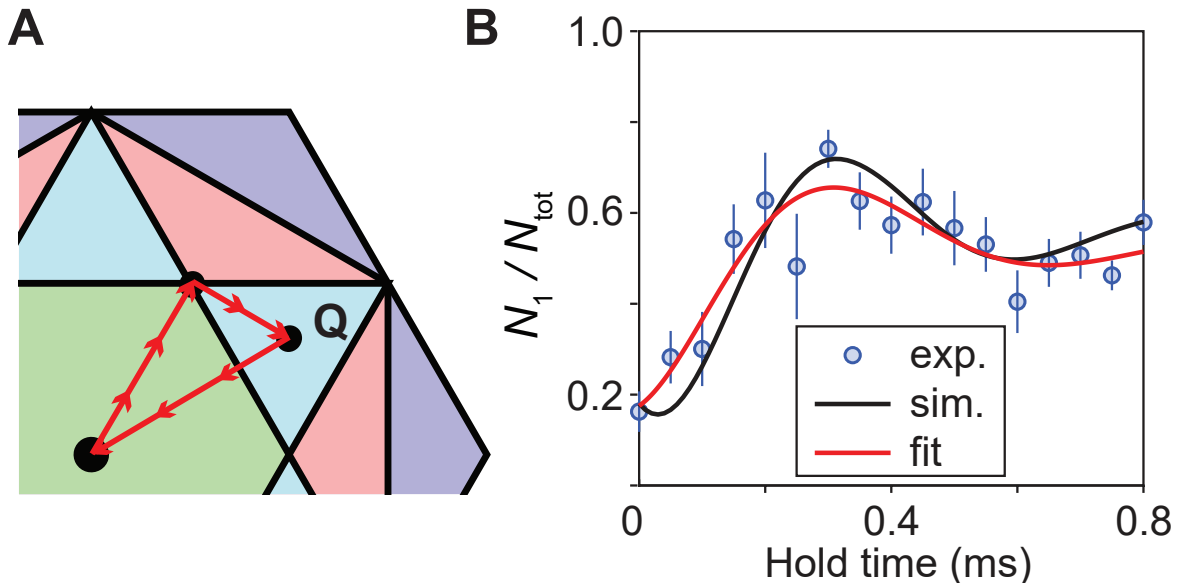 A
B
Q
N1 / Ntot
1.0
0.6
0.2
exp.
sim.
fit
0
0.4
0.8
Hold time (ms)